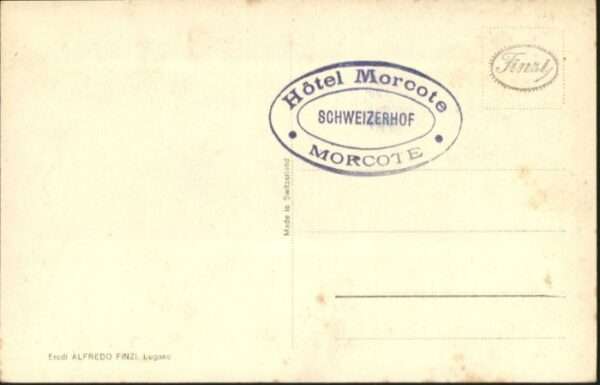 Finzi
Hôtel Morcote
SCHWEIZERHOF
MORCOTE
Made in Switzerland
Eredi ALFREDO FINZI, Lugano